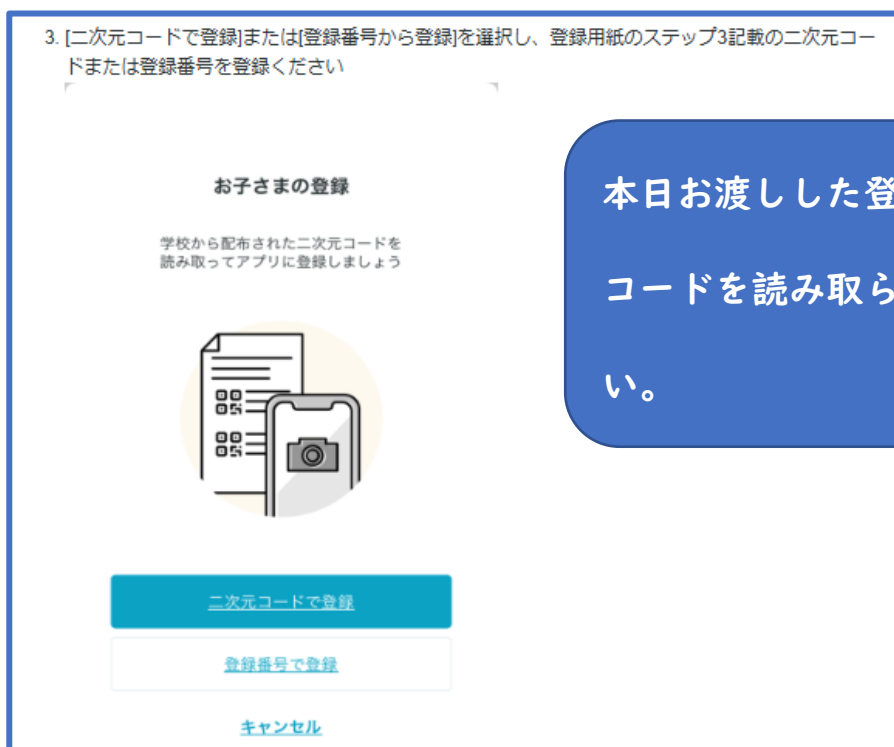 3. [二次元コードで登録]または[登録番号から登録]を選択し、登録用紙のステップ3記載の二次元コー
ドまたは登録番号を登録ください
お子さまの登録
学校から配布された二次元コードを
読み取ってアプリに登録しましょう
本日お渡しした登
コードを読み取ら
い。
二次元コードで登録
登録番号で登録
キャンセル